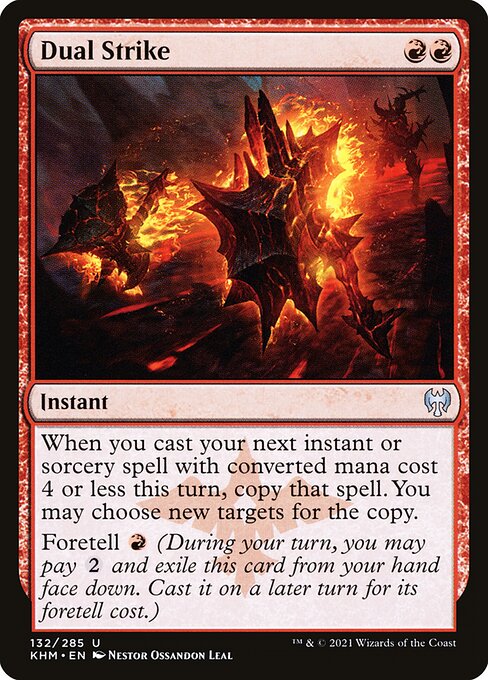 Dual Strike
Instant
When you cast your next instant or
sorcery spell with converted mana cost
4 or less this turn, copy that spell. You
may choose new targets for the copy.
Foretell (During your turn, you may
pay 2 and exile this card from your hand
face down. Cast it on a later turn for its
foretell cost.)
132/285 U
KHM • EN Nestor Ossandon Leal
™ & © 2021 Wizards of the Coast